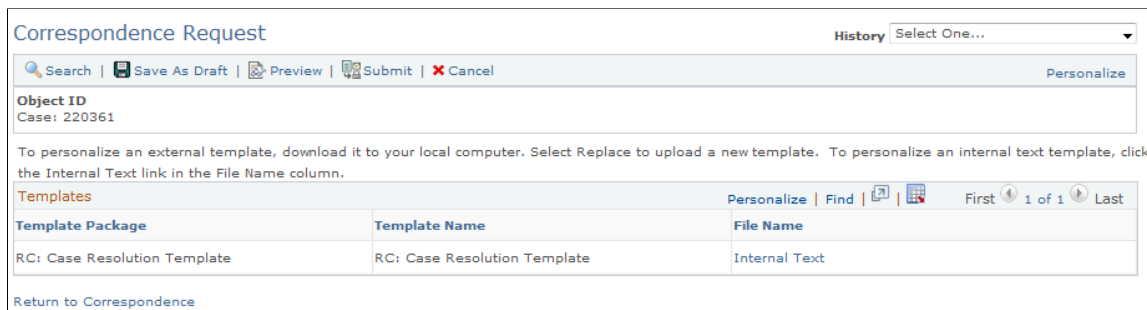 Correspondence Request
History Select One...
Search | Save As Draft | Preview | Submit | Cancel
Personalize
Object ID
Case: 220361
To personalize an external template, download it to your local computer. Select Replace to upload a new template. To personalize an internal text template, click
the Internal Text link in the File Name column.
Templates Personalize | Find | | First 1 of 1 Last
Template Package Template Name File Name
RC: Case Resolution Template RC: Case Resolution Template Internal Text
Return to Correspondence